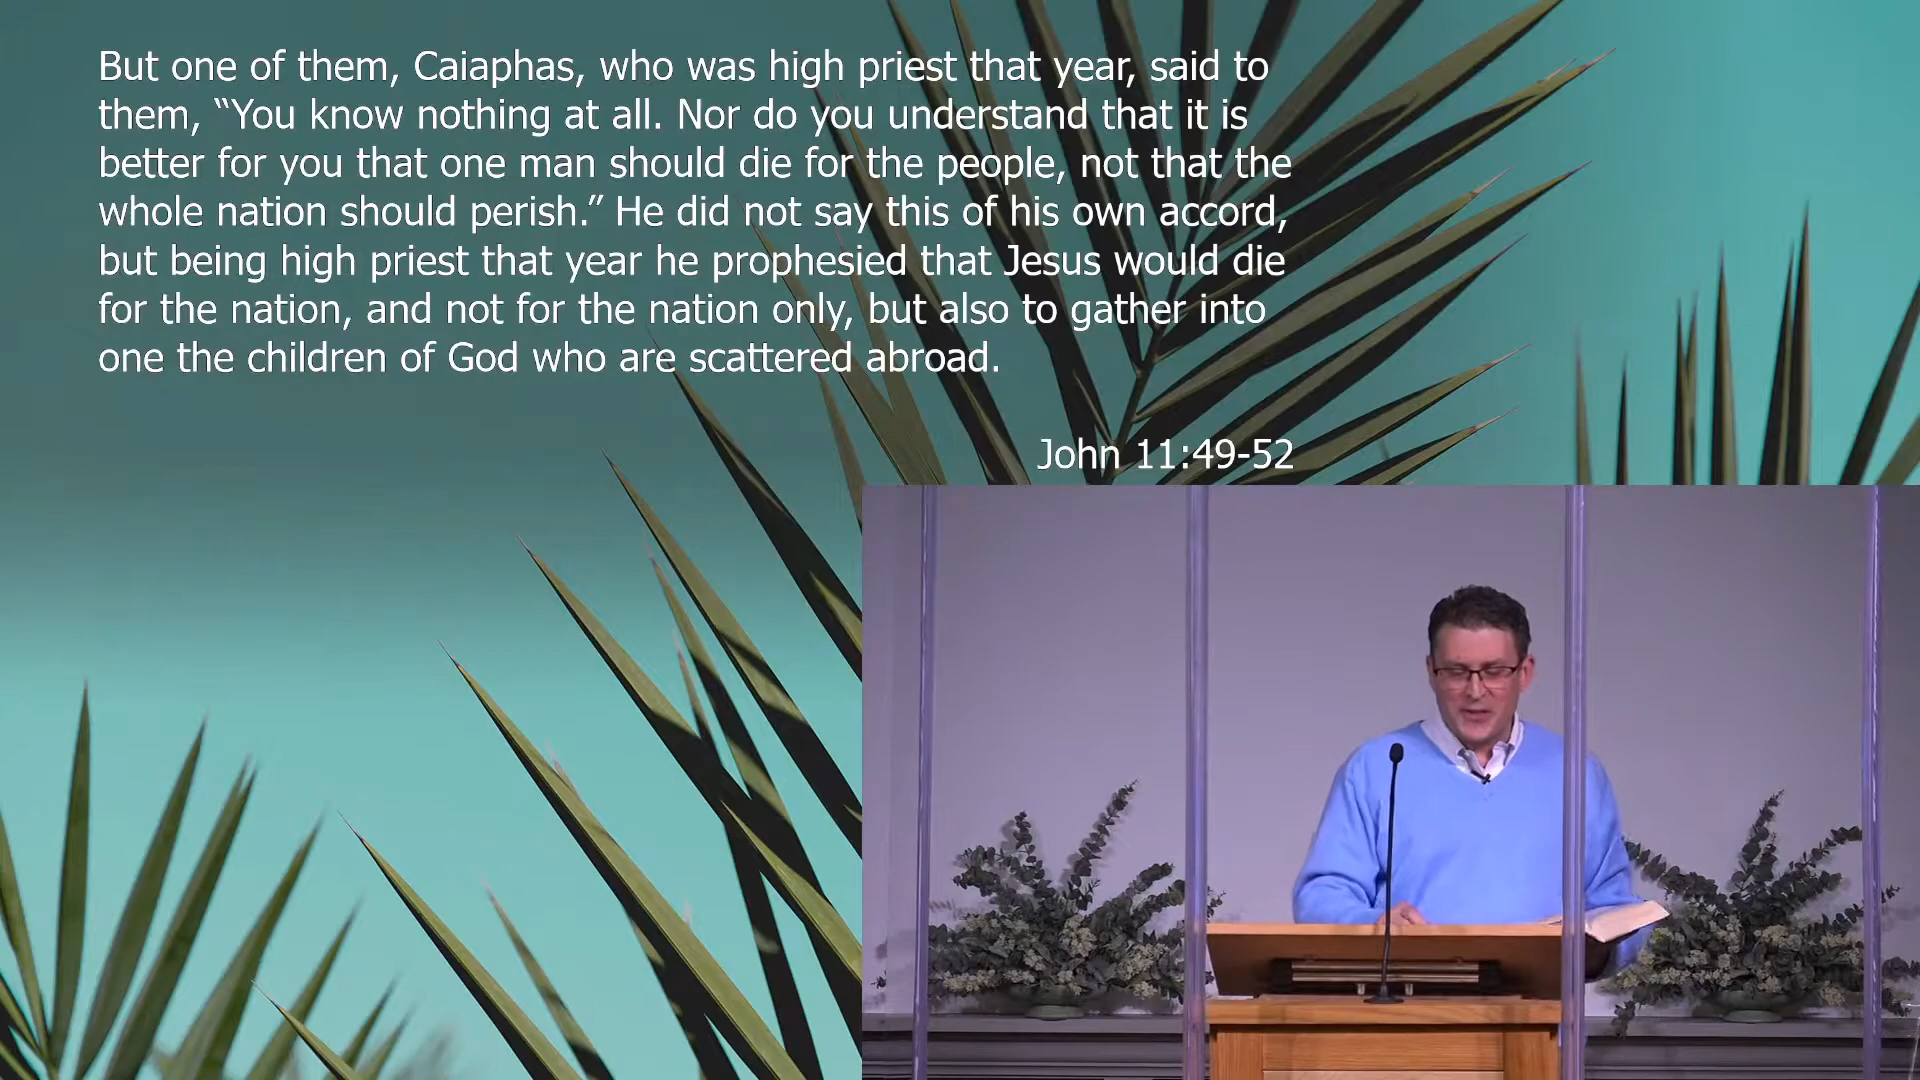 But one of them, Caiaphas, who was high priest that year, said to
them, “You know nothing at all. Nor do you understand that it is
better for you that one man should die for the people, not that the
whole nation should perish.” He did not say this of his own accord,
but being high priest that year he prophesied that Jesus would die
for the nation, and not for the nation only, but also to gather into
one the children of God who are scattered abroad.
John 11:49-52